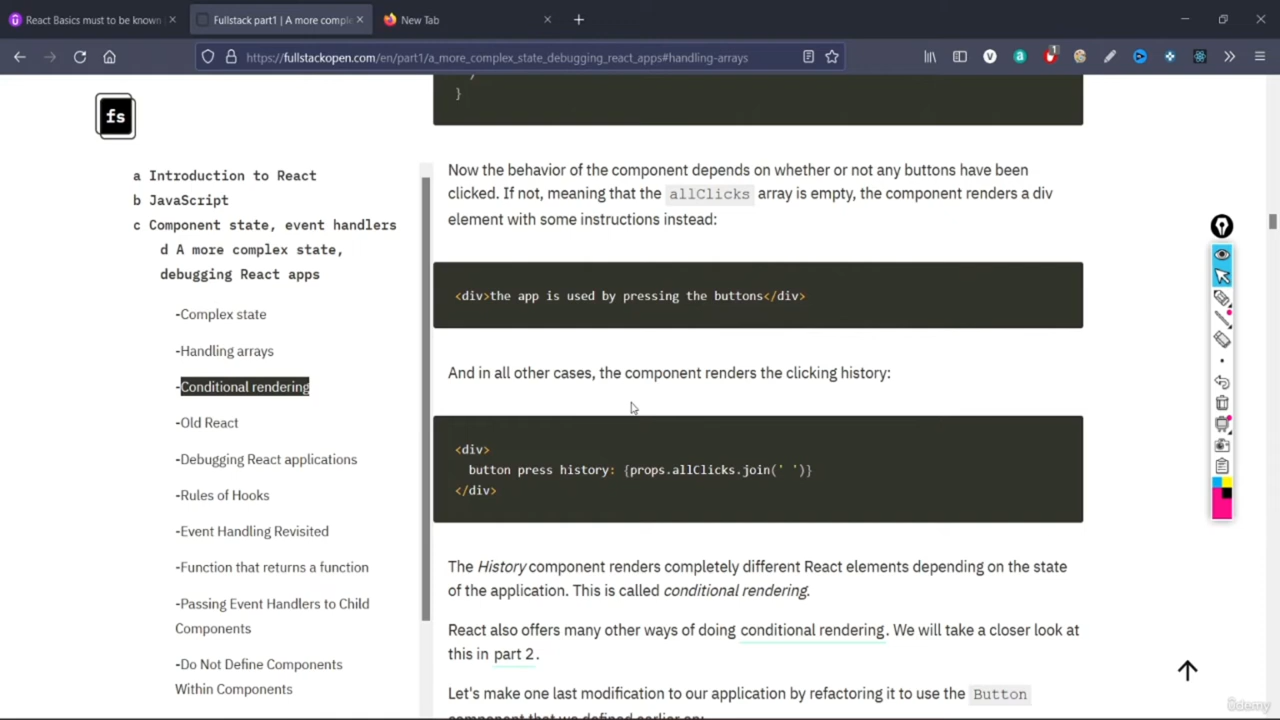 React Basics must to be known
Fullstack part1 | A more comple
New Tab
https://fullstackopen.com/en/part1/a_more_complex_state_debugging_react_apps#handling-arrays
1
fs
a Introduction to React
b JavaScript
c Component state, event handlers
d A more complex state,
debugging React apps
-Complex state
-Handling arrays
-Conditional rendering
-Old React
-Debugging React applications
-Rules of Hooks
-Event Handling Revisited
-Function that returns a function
-Passing Event Handlers to Child
Components
-Do Not Define Components
Within Components
}
Now the behavior of the component depends on whether or not any buttons have been
clicked. If not, meaning that the allClicks array is empty, the component renders a div
element with some instructions instead:
<div>the app is used by pressing the buttons</div>
And in all other cases, the component renders the clicking history:
<div>
button press history: {props.allClicks.join(' ')}
</div>
The History component renders completely different React elements depending on the state
of the application. This is called conditional rendering.
React also offers many other ways of doing conditional rendering. We will take a closer look at
this in part 2.
Let's make one last modification to our application by refactoring it to use the Button
component that we defined earlier on:
ûdemy